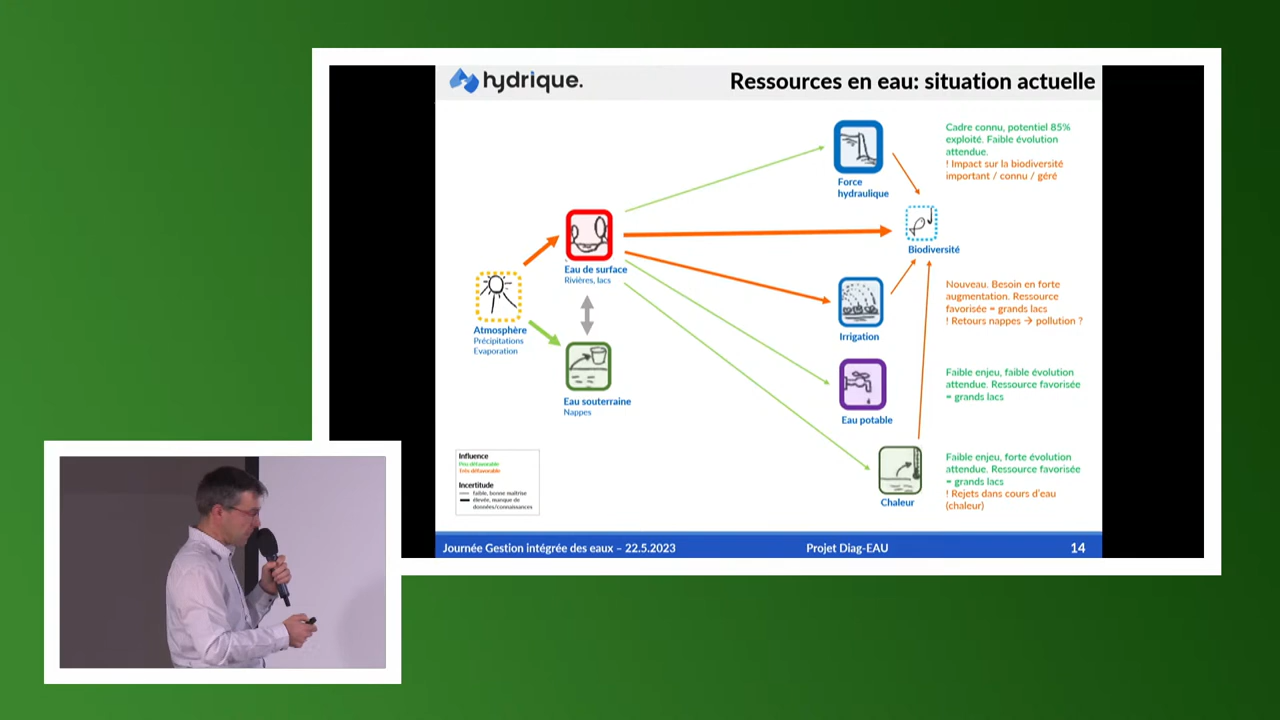 hydrique.
Ressources en eau: situation actuelle
Cadre connu, potentiel 85%
exploité. Faible évolution
attendue.
! Impact sur la biodiversité
important / connu / géré
Force
hydraulique
Biodiversité
Eau de surface
Rivières, lacs
Atmosphère
Précipitations
Evaporation
Nouveau. Besoin en forte
augmentation. Ressource
favorisée = grands lacs
! Retours nappes → pollution ?
Irrigation
Eau souterraine
Nappes
Faible enjeu, faible évolution
attendue. Ressource favorisée
= grands lacs
Eau potable
Faible enjeu, forte évolution
attendue. Ressource favorisée
= grands lacs
! Rejets dans cours d'eau
(chaleur)
Chaleur
Influence
Peu défavorable
Très défavorable
Incertitude
faible, bonne maîtrise
élevée, manque de
données/connaissances
Journée Gestion intégrée des eaux – 22.5.2023
Projet Diag-EAU
14